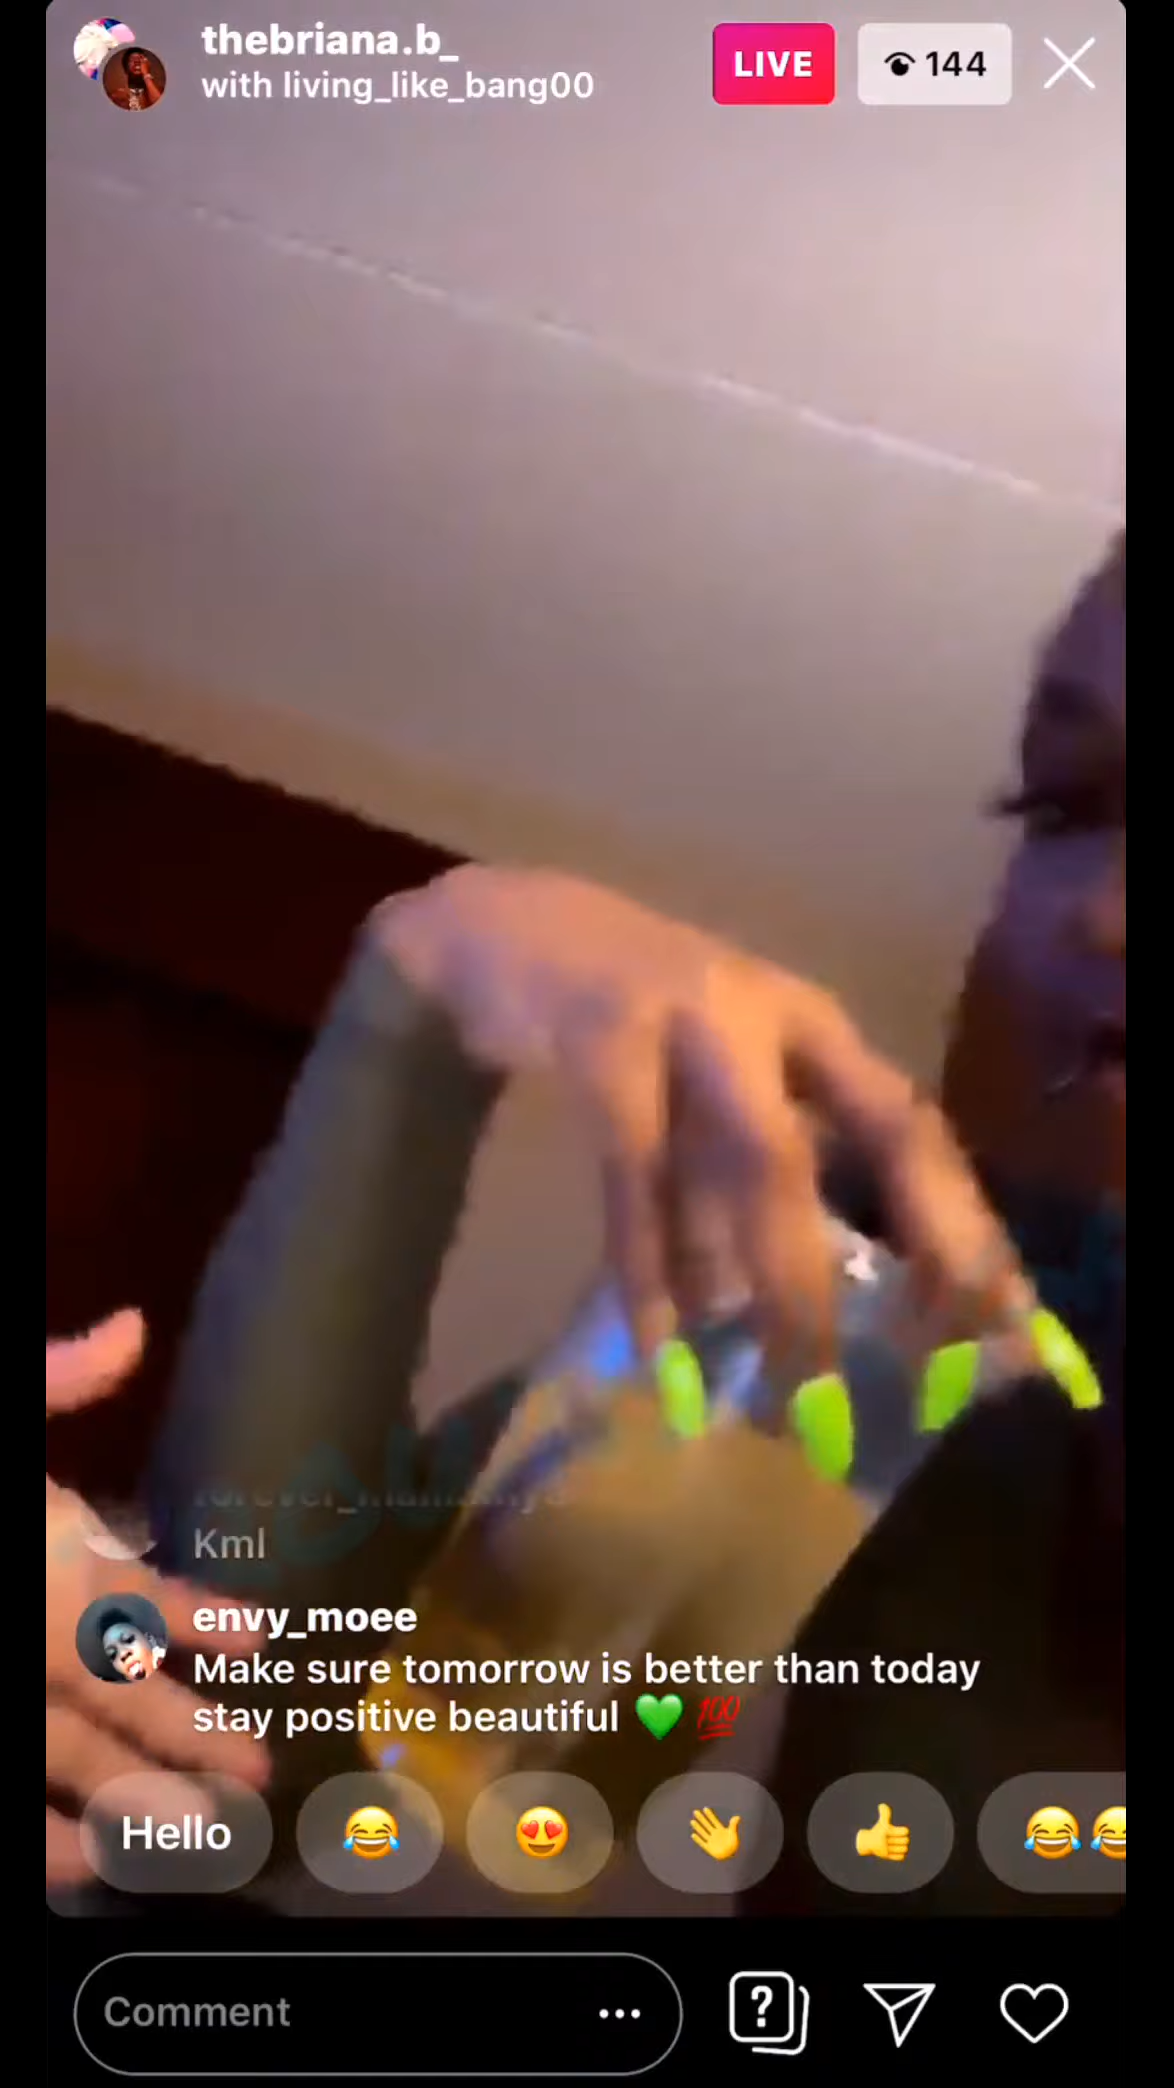 thebriana.b_
with living_like_bang00
LIVE
144
Kml
envy_moee
Make sure tomorrow is better than today
stay positive beautiful 💚 💯
Hello
Comment